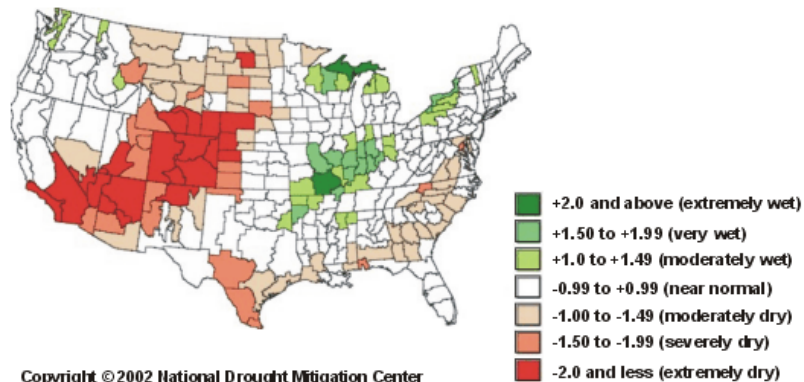 +2.0 and above (extremely wet)
+1.50 to +1.99 (very wet)
+1.0 to +1.49 (moderately wet)
-0.99 to +0.99 (near normal)
-1.00 to -1.49 (moderately dry)
-1.50 to -1.99 (severely dry)
-2.0 and less (extremely dry)
Copyright © 2002 National Drought Mitigation Center